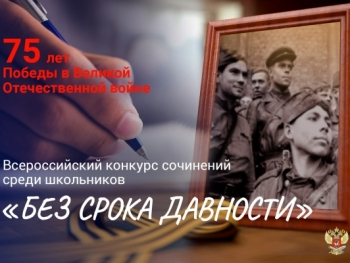 75 лет
Победы в Великой
Отечественной войне
Всероссийский конкурс сочинений
среди школьников
«БЕЗ СРОКА ДАВНОСТИ»